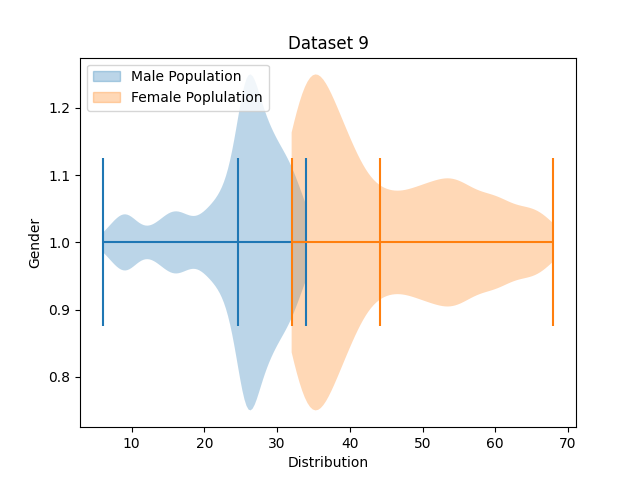 Dataset 9
Male Population
Female Poplulation
1.2
1.1
1.0
0.9
0.8
Gender
10 20 30 40 50 60 70
Distribution